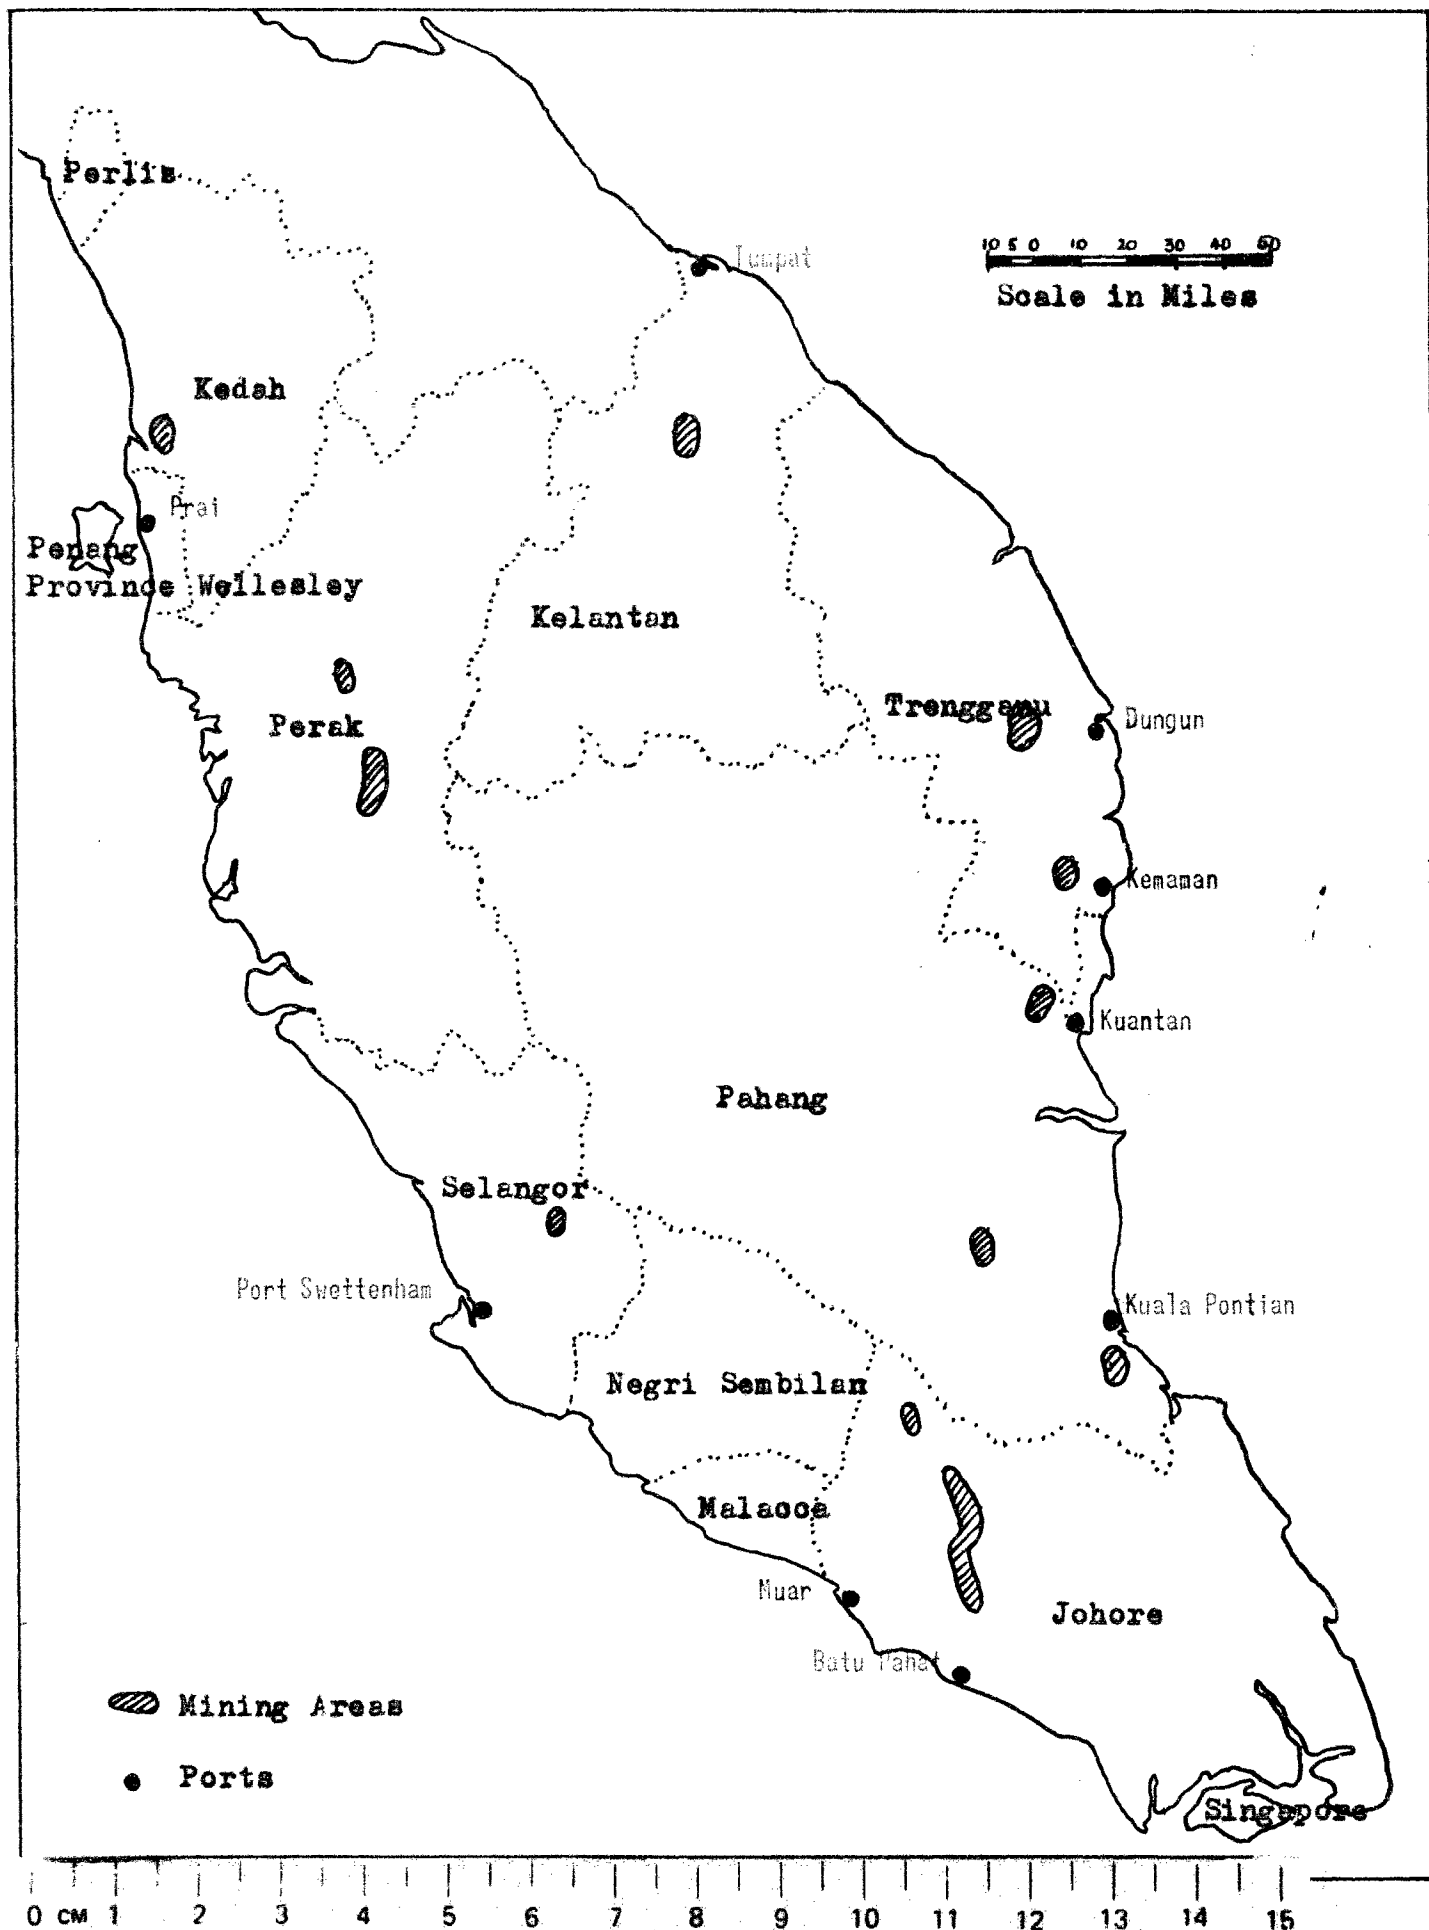 Perlis
Tumpat
10 5 0 10 20 30 40 50
Scale in Miles
Kedah
Prai
Penang
Province Wellesley
Kelantan
Trengganu
Dungun
Perak
Kemaman
Kuantan
Pahang
Selangor
Port Swettenham
Kuala Pontian
Negri Sembilan
Malacca
Muar
Johore
Batu Pahat
Mining Areas
Ports
Singapore
0 CM 1 2 3 4 5 6 7 8 9 10 11 12 13 14 15